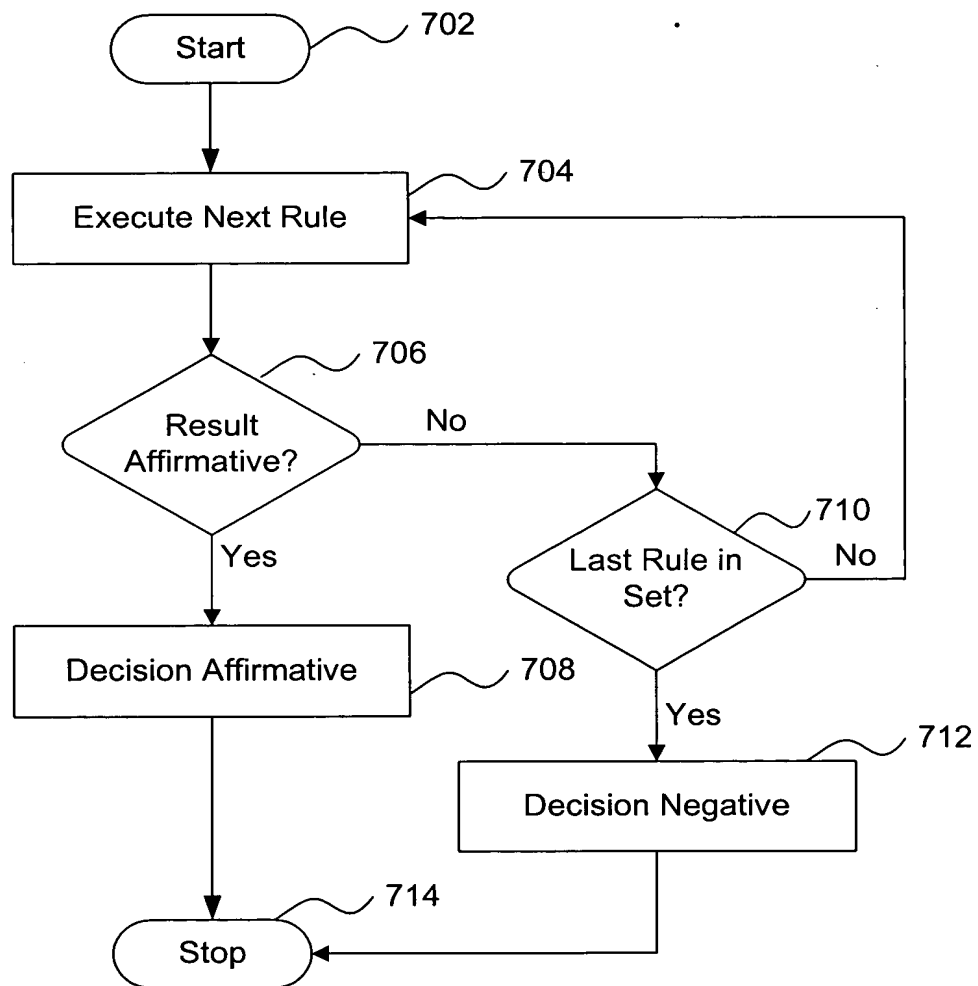 702
Start
704
Execute Next Rule
706
Result
Affirmative?
No
710
Last Rule in
Set?
No
Yes
Decision Affirmative
708
Yes
712
Decision Negative
714
Stop